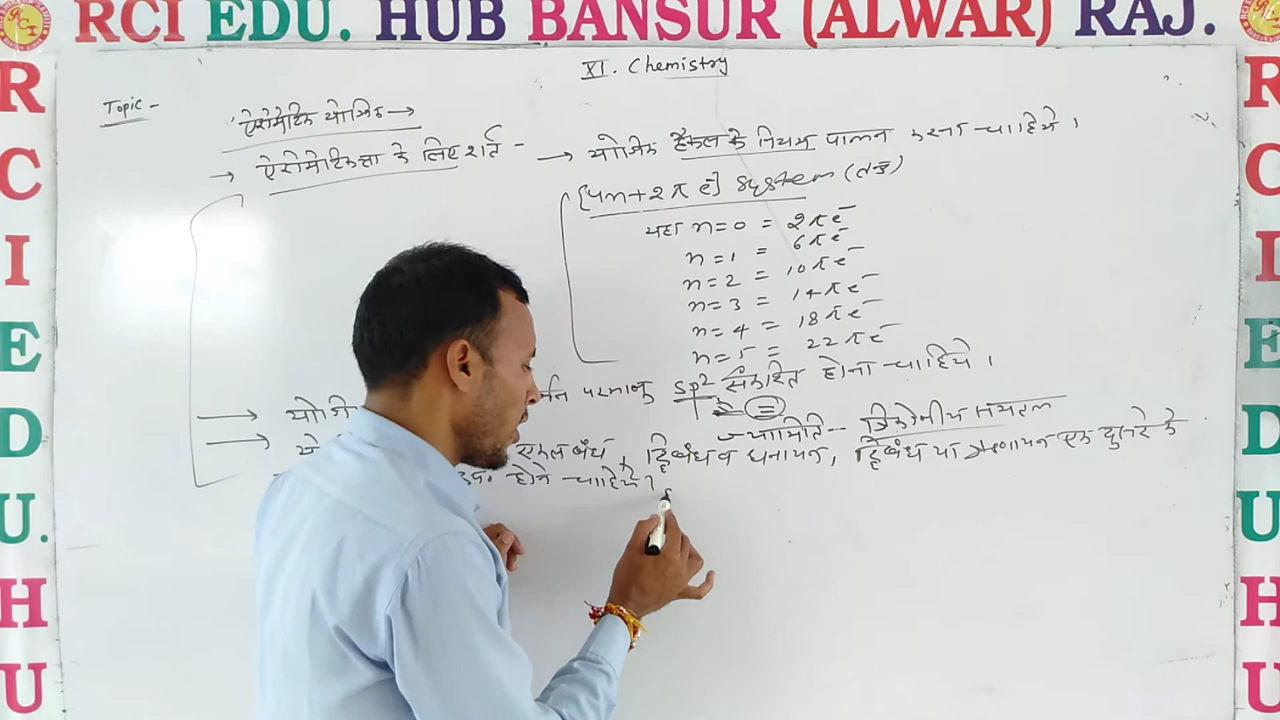 RCI EDU. HUB BANSUR (ALWAR) RAJ.
R
C
I
E
D
U.
H
U
XI. Chemistry
Topic -
ऐरोमेटिक योगिक →
→ ऐरोमेटिकता के लिए शर्त -
→ योगिक हैकल के नियम पालन करना चाहिये।
[4n+2 π e-] System (तंत्र)
यहा n=0 = 2πe-
n=1 = 6πe-
n=2 = 10πe-
n=3 = 14πe-
n=4 = 18πe-
n=5 = 22πe-
→ परमाणु sp2 संकरित होना चाहिये।
ज्यामिति - त्रिकोणीय समतल
→ एकल बंध, द्विबंध व धनायन, द्विबंध या ऋणायन एक दुसरे के
होने चाहिये।
R
C
I
E
D
U
H
U